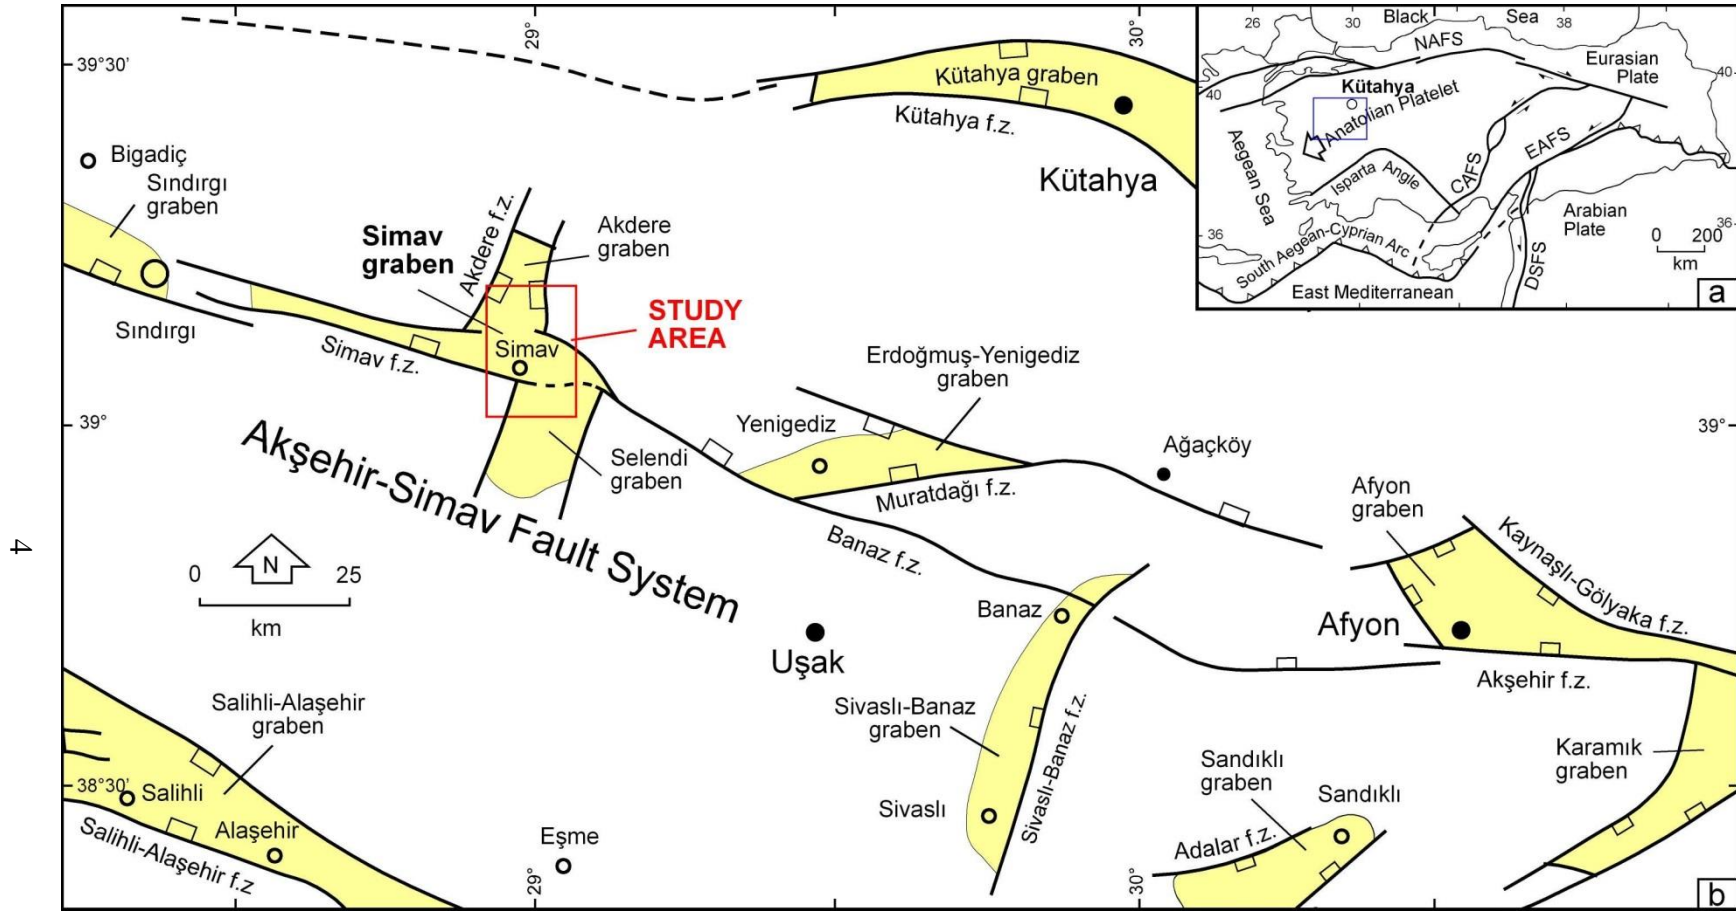 29°
30°
39°30'
Kütahya graben
Kütahya f.z.
Kütahya
Bigadiç
Sındırgı
graben
Sındırgı
Simav
graben
Akdere f.z.
Akdere
graben
STUDY
AREA
Simav
Simav f.z.
Erdoğmuş-Yenigediz
graben
Yenigediz
Muratdağı f.z.
Ağaçköy
39°
39°
Selendi
graben
Akşehir-Simav Fault System
Banaz f.z.
Afyon
graben
Kaynaşlı-Gölyaka f.z.
4
N
0 25
km
Banaz
Uşak
Afyon
Akşehir f.z.
Salihli-Alaşehir
graben
Sivaslı-Banaz
graben
Sivaslı-Banaz f.z.
Sandıklı
graben
Sandıklı
Karamık
graben
38°30'
Salihli
Alaşehir
Salihli-Alaşehir f.z
Eşme
Sivaslı
Adalar f.z.
29°
30°
b
26 30 38
Black Sea
NAFS
Eurasian
Plate
40
40
Kütahya
Anatolian Platelet
Aegean Sea
Isparta Angle
CAFS
EAFS
Arabian
Plate
36
36
0 200
km
South Aegean-Cyprian Arc
DSFS
East Mediterranean
a